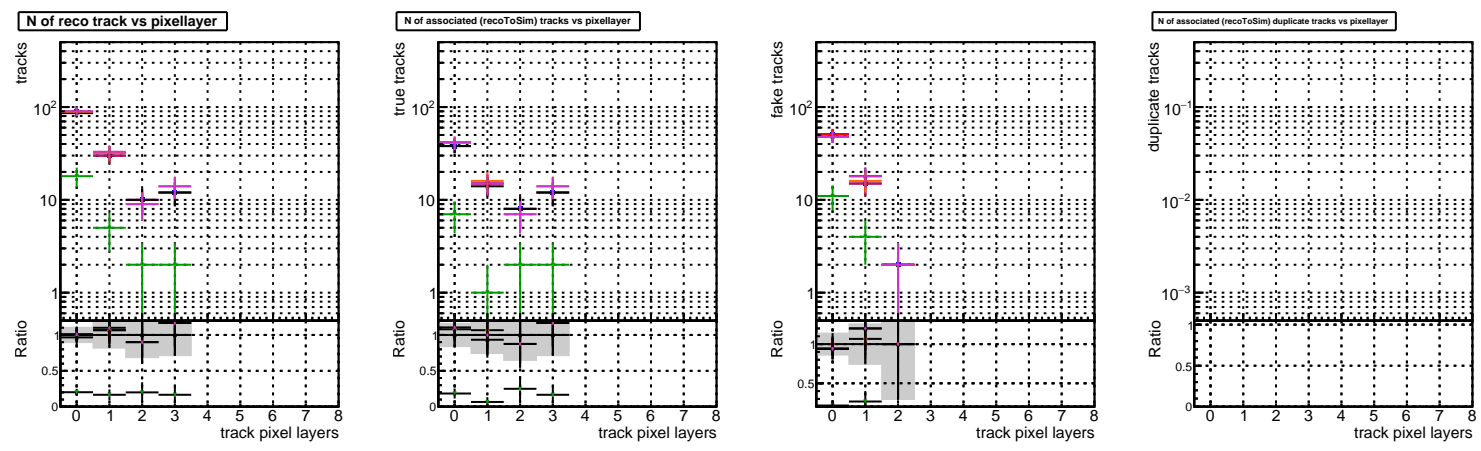 N of reco track vs pixellayer
tracks
10²
10
1
Ratio
1
0.5
0
0 1 2 3 4 5 6 7 8
track pixel layers
N of associated (recoToSim) tracks vs pixellayer
true tracks
10²
10
1
Ratio
1
0.5
0
0 1 2 3 4 5 6 7 8
track pixel layers
fake tracks
10²
10
1
Ratio
1
0.5
0 1 2 3 4 5 6 7 8
track pixel layers
N of associated (recoToSim) duplicate tracks vs pixellayer
duplicate tracks
10⁻¹
10⁻²
10⁻³
Ratio
1
0.5
0
0 1 2 3 4 5 6 7 8
track pixel layers